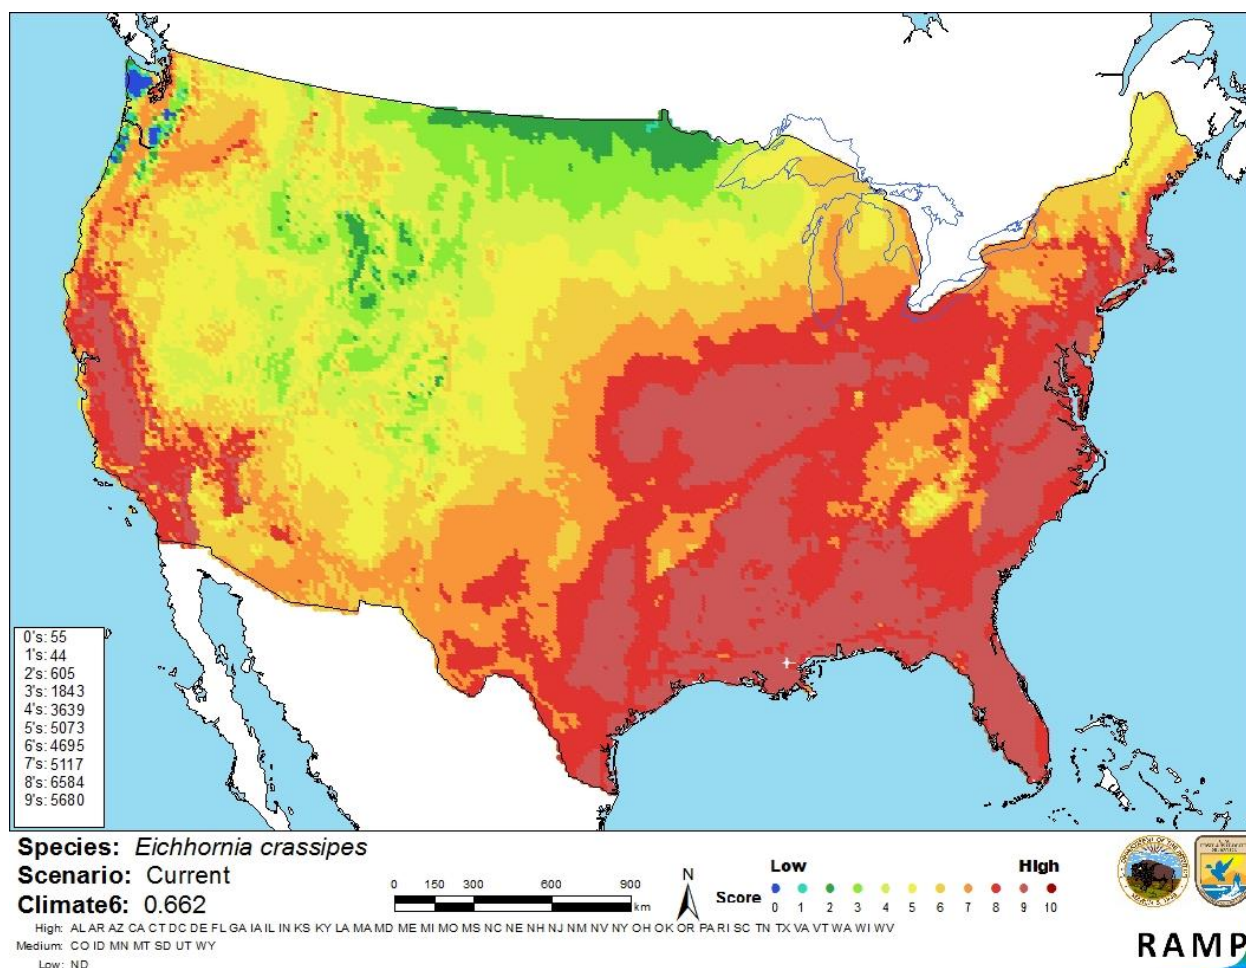 0's: 55
1's: 44
2's: 605
3's: 1843
4's: 3639
5's: 5073
6's: 4695
7's: 5117
8's: 6584
9's: 5680
Species: Eichhornia crassipes
Scenario: Current
Climate6: 0.662
0 150 300 600 900
km
N
Low High
Score
0 1 2 3 4 5 6 7 8 9 10
High: AL AR AZ CA CT DC DE FL GA IA IL IN KS KY LA MA MD ME MI MO MS NC NE NH NJ NM NV NY OH OK OR PA RI SC TN TX VA VT WA WI WV
Medium: CO ID MN MT SD UT WY
Low: ND
RAMP